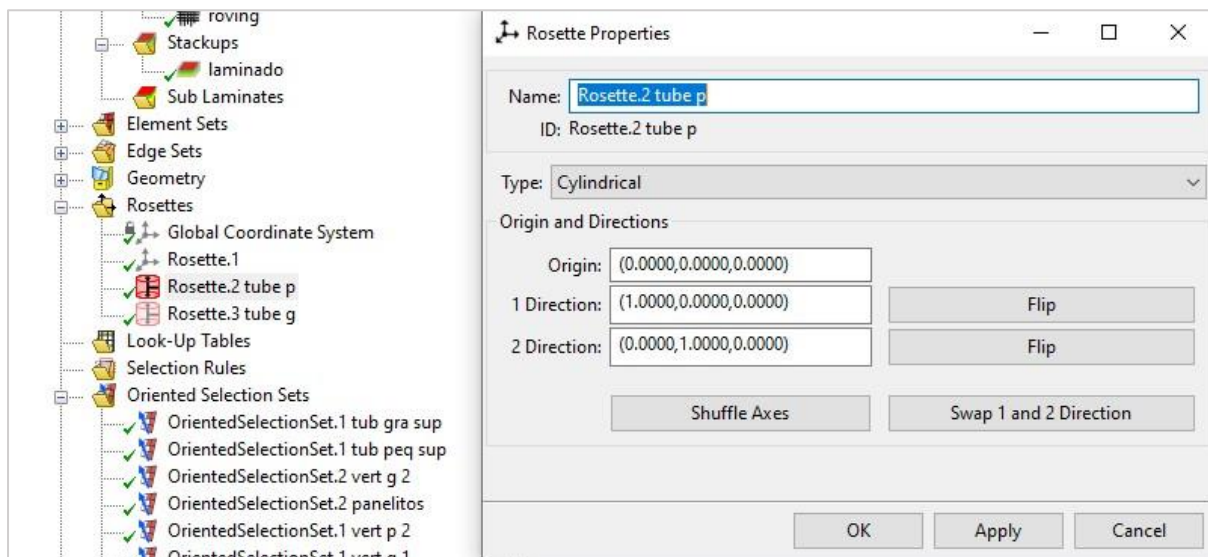 roving
Stackups
laminado
Sub Laminates
Element Sets
Edge Sets
Geometry
Rosettes
Global Coordinate System
Rosette.1
Rosette.2 tube p
Rosette.3 tube g
Look-Up Tables
Selection Rules
Oriented Selection Sets
OrientedSelectionSet.1 tub gra sup
OrientedSelectionSet.1 tub peq sup
OrientedSelectionSet.2 vert g 2
OrientedSelectionSet.2 panelitos
OrientedSelectionSet.1 vert p 2
OrientedSelectionSet.1 vert g 1
Rosette Properties
Name: Rosette.2 tube p
ID: Rosette.2 tube p
Type: Cylindrical
Origin and Directions
Origin: (0.0000,0.0000,0.0000)
1 Direction: (1.0000,0.0000,0.0000) Flip
2 Direction: (0.0000,1.0000,0.0000) Flip
Shuffle Axes Swap 1 and 2 Direction
OK Apply Cancel